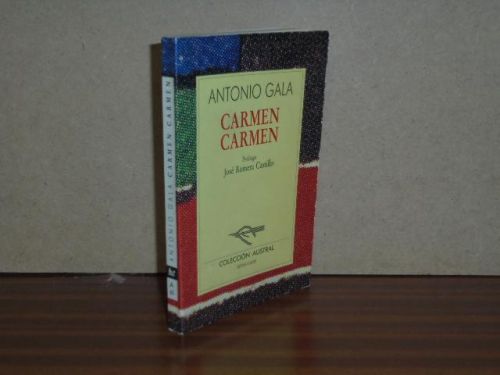 ANTONIO GALA
CARMEN
CARMEN
Prólogo
José Romera Castillo
COLECCIÓN AUSTRAL
ANTONIO GALA CARMEN CARMEN